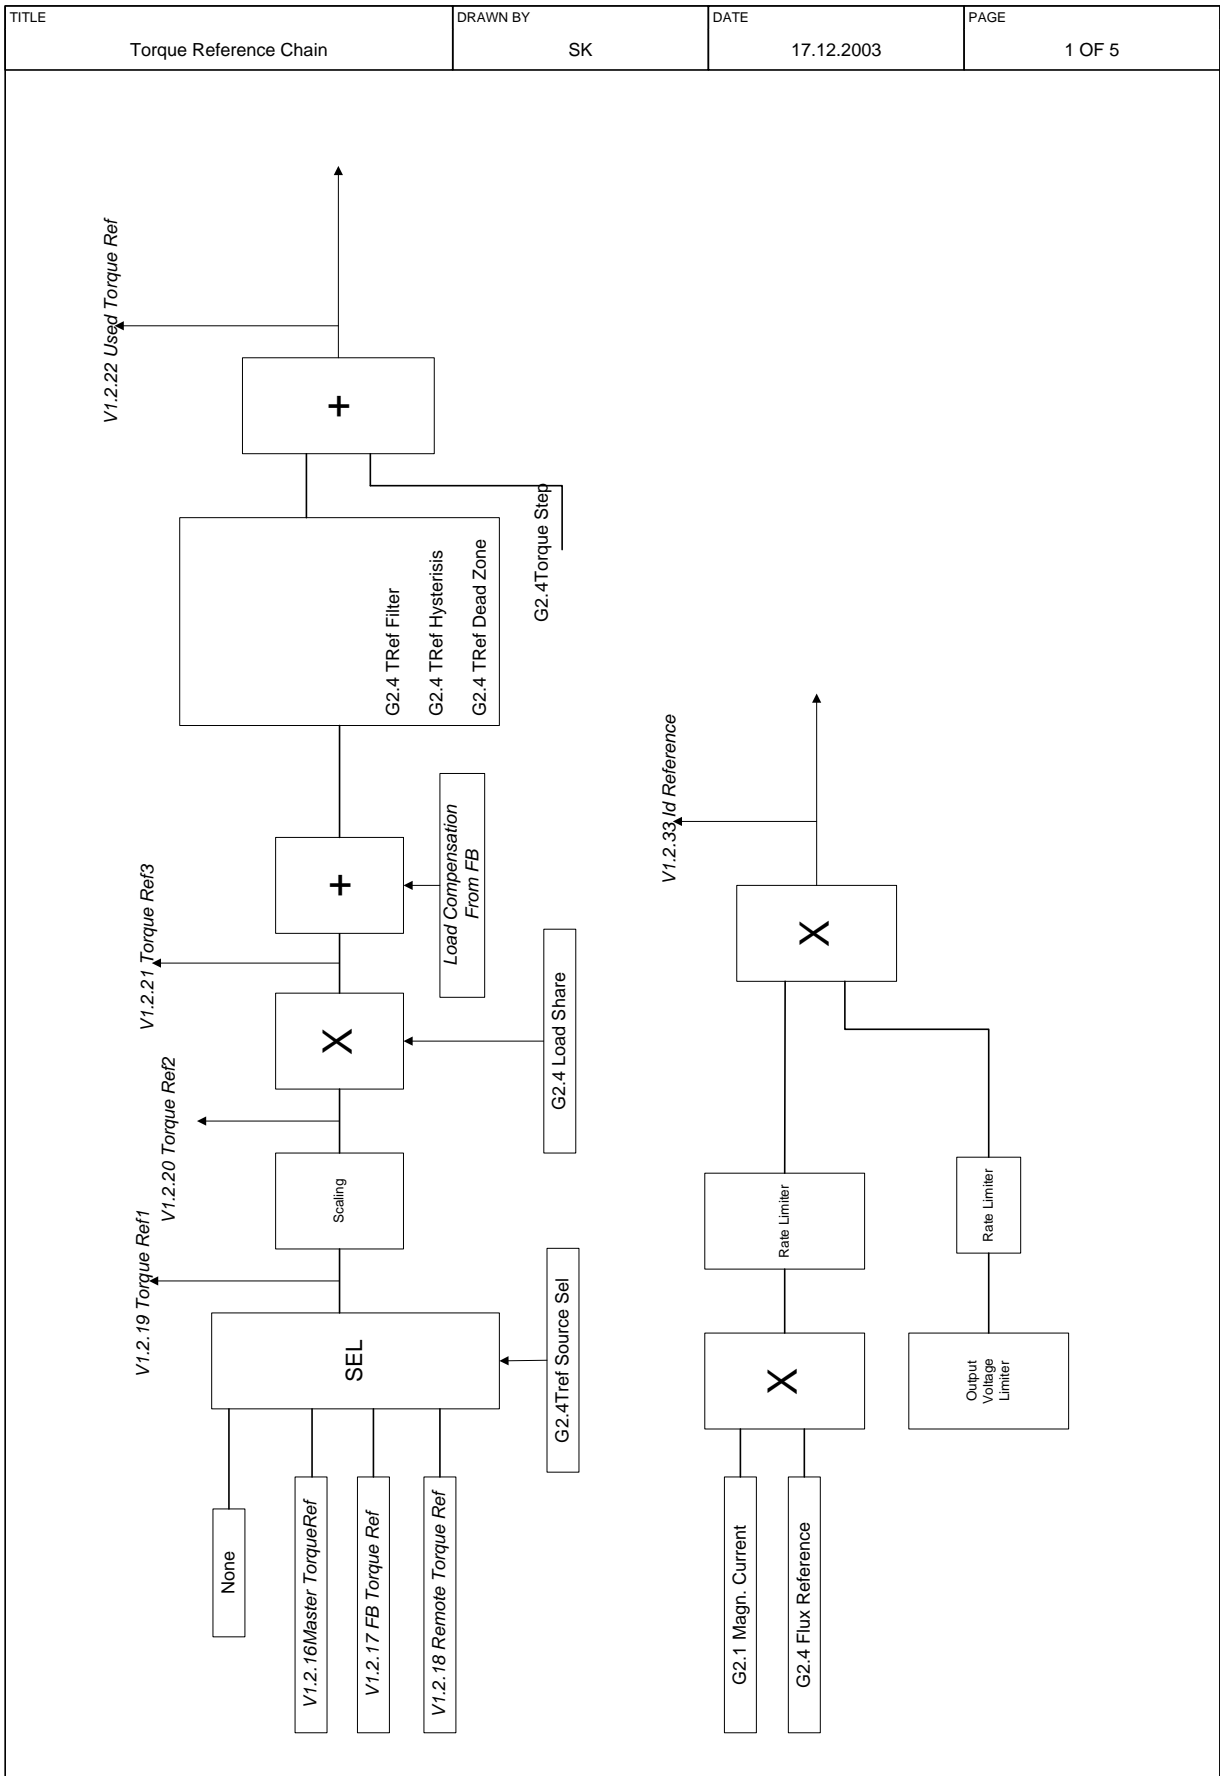 TITLE
Torque Reference Chain
DRAWN BY
SK
DATE
17.12.2003
PAGE
1 OF 5
None
V1.2.16Master TorqueRef
V1.2.17 FB Torque Ref
V1.2.18 Remote Torque Ref
SEL
G2.4Tref Source Sel
V1.2.19 Torque Ref1
Scaling
V1.2.20 Torque Ref2
X
G2.4 Load Share
V1.2.21 Torque Ref3
+
Load Compensation
From FB
G2.4 TRef Filter
G2.4 TRef Hysterisis
G2.4 TRef Dead Zone
G2.4Torque Step
+
V1.2.22 Used Torque Ref
G2.1 Magn. Current
G2.4 Flux Reference
X
Rate Limiter
Output
Voltage
Limiter
Rate Limiter
X
V1.2.33 Id Reference